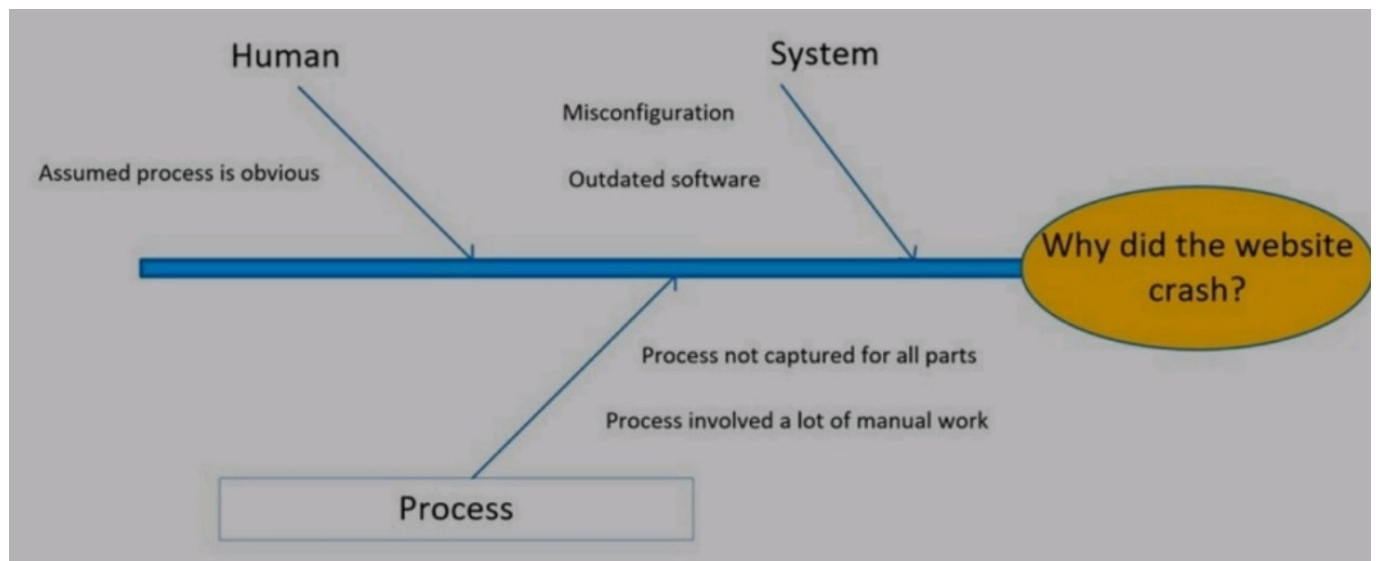 Human
System
Misconfiguration
Assumed process is obvious
Outdated software
Why did the website
crash?
Process not captured for all parts
Process involved a lot of manual work
Process